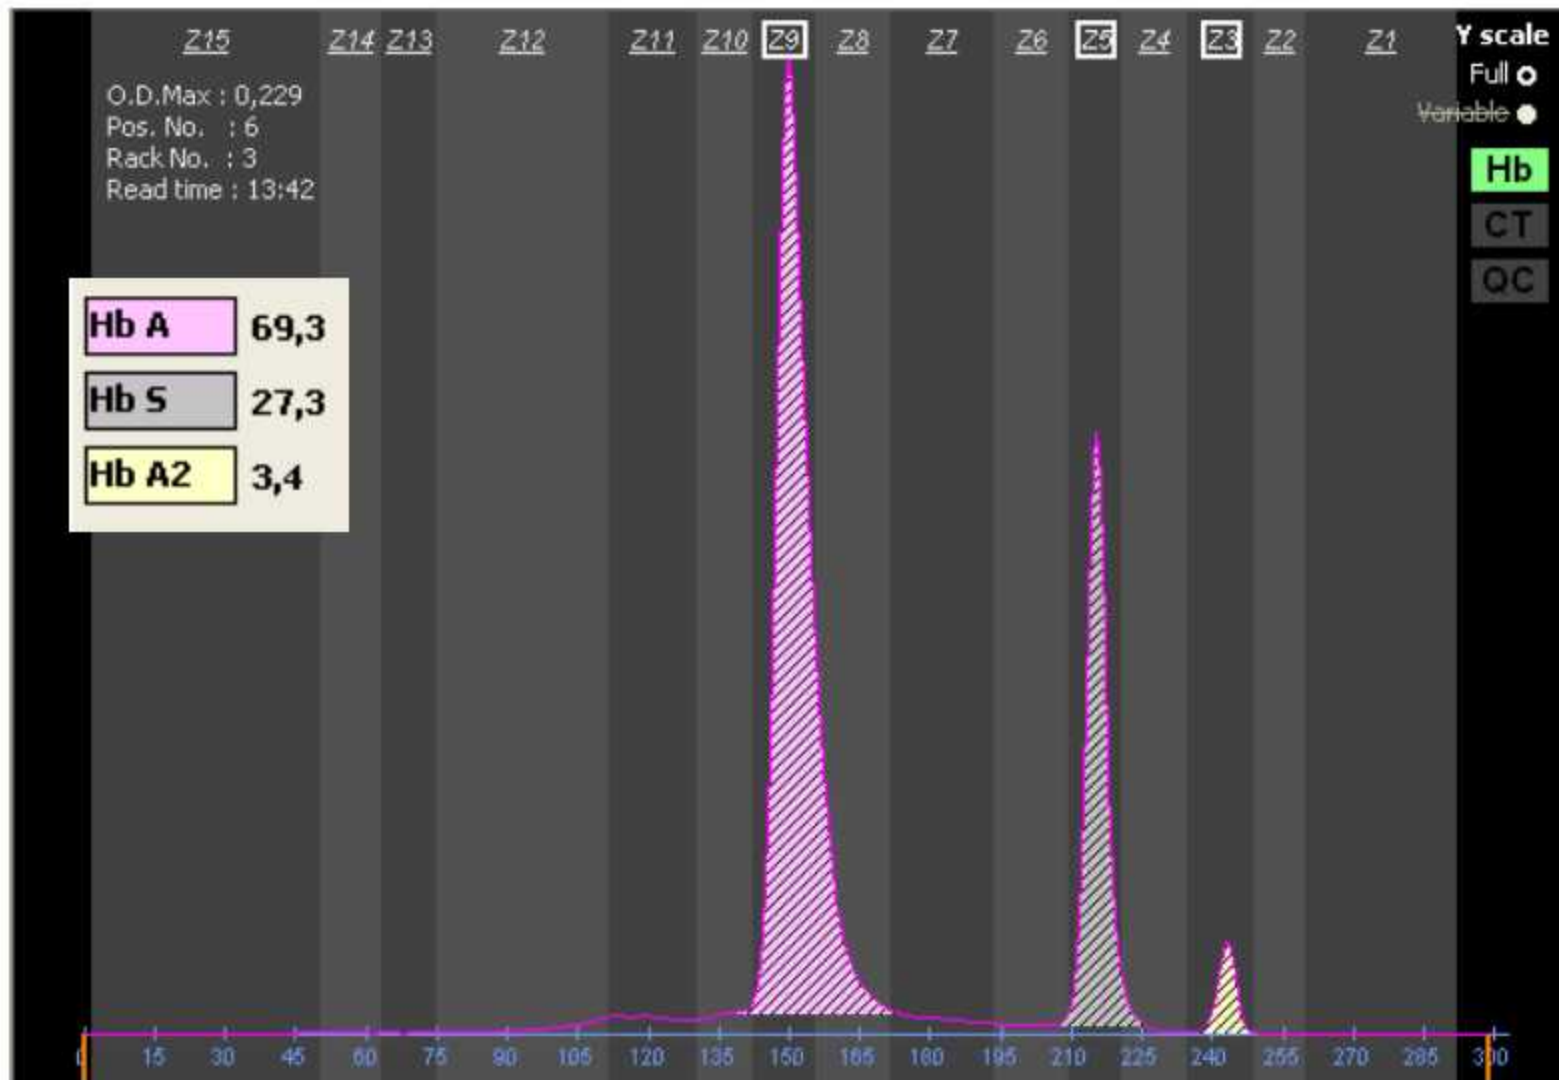 Z15 Z14 Z13 Z12 Z11 Z10 Z9 Z8 Z7 Z6 Z5 Z4 Z3 Z2 Z1
Y scale
Full
Variable
Hb
CT
QC
O.D.Max : 0,229
Pos. No. : 6
Rack No. : 3
Read time : 13:42
Hb A 69,3
Hb S 27,3
Hb A2 3,4
0 15 30 45 60 75 90 105 120 135 150 165 180 195 210 225 240 255 270 285 300